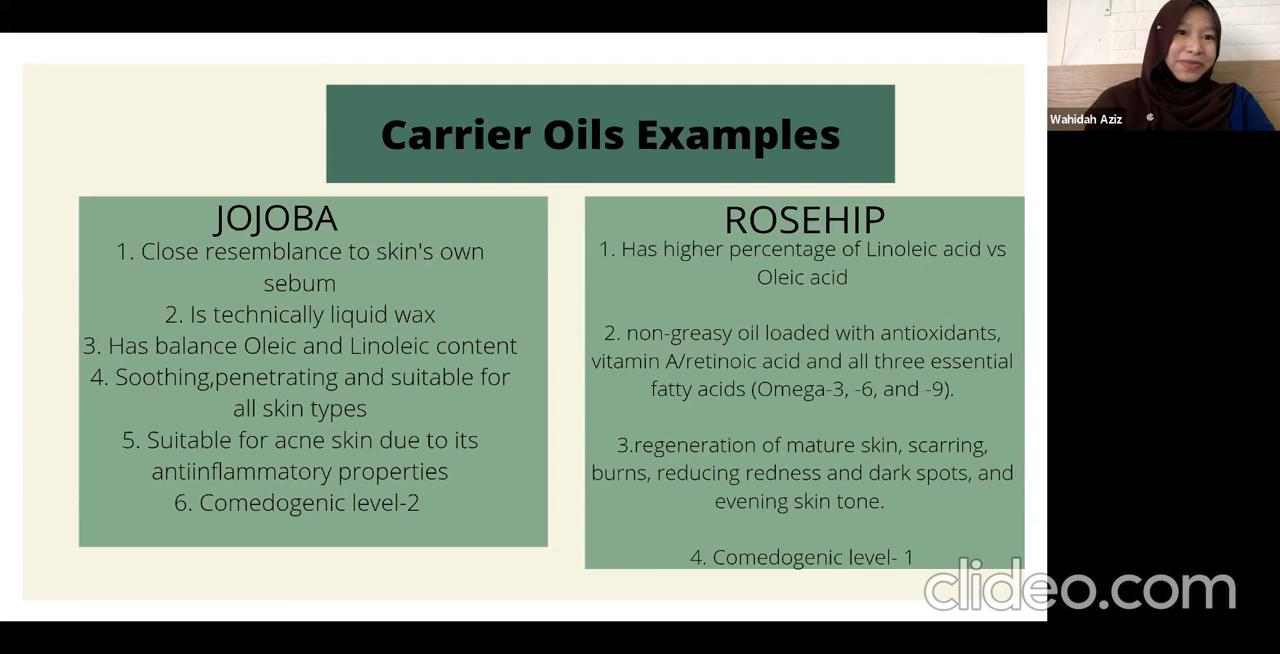 Carrier Oils Examples
JOJOBA
1. Close resemblance to skin's own
sebum
2. Is technically liquid wax
3. Has balance Oleic and Linoleic content
4. Soothing,penetrating and suitable for
all skin types
5. Suitable for acne skin due to its
antiinflammatory properties
6. Comedogenic level-2
ROSEHIP
1. Has higher percentage of Linoleic acid vs
Oleic acid
2. non-greasy oil loaded with antioxidants,
vitamin A/retinoic acid and all three essential
fatty acids (Omega-3, -6, and -9).
3.regeneration of mature skin, scarring,
burns, reducing redness and dark spots, and
evening skin tone.
4. Comedogenic level- 1
Wahidah Aziz
clideo.com